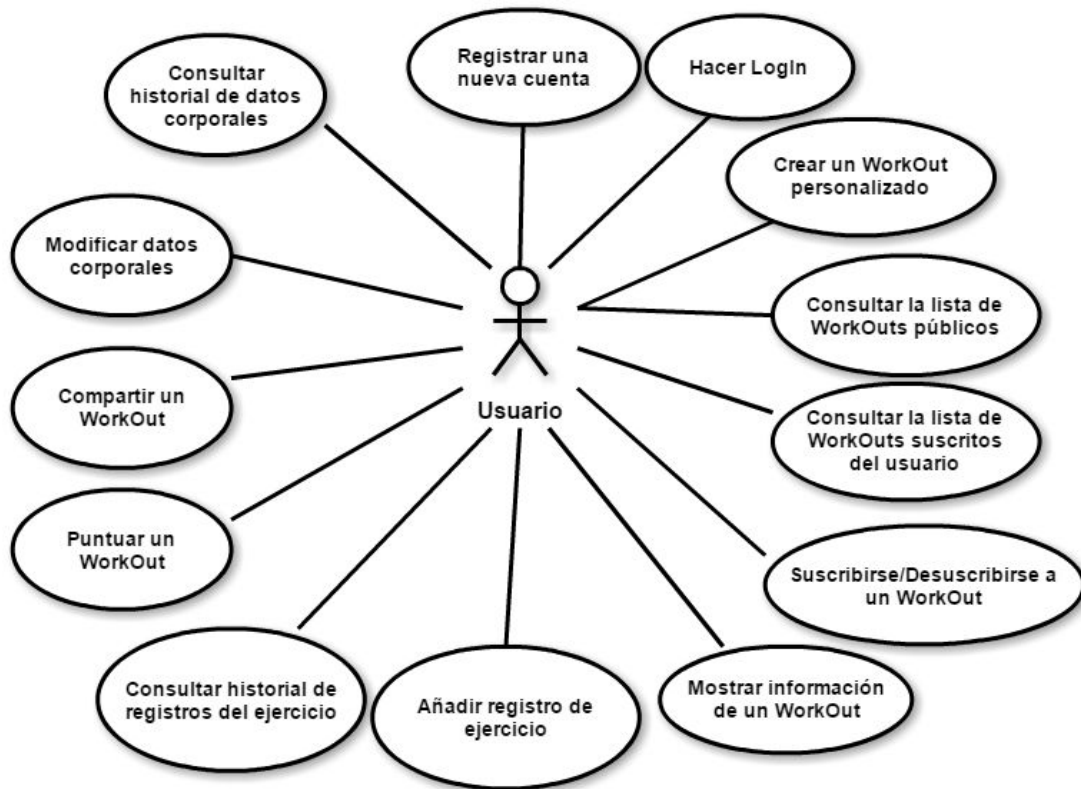 Registrar una
nueva cuenta
Hacer LogIn
Consultar
historial de datos
corporales
Crear un WorkOut
personalizado
Modificar datos
corporales
Consultar la lista de
WorkOuts públicos
Compartir un
WorkOut
Usuario
Consultar la lista de
WorkOuts suscritos
del usuario
Puntuar un
WorkOut
Suscribirse/Desuscribirse a
un WorkOut
Consultar historial de
registros del ejercicio
Añadir registro de
ejercicio
Mostrar información
de un WorkOut